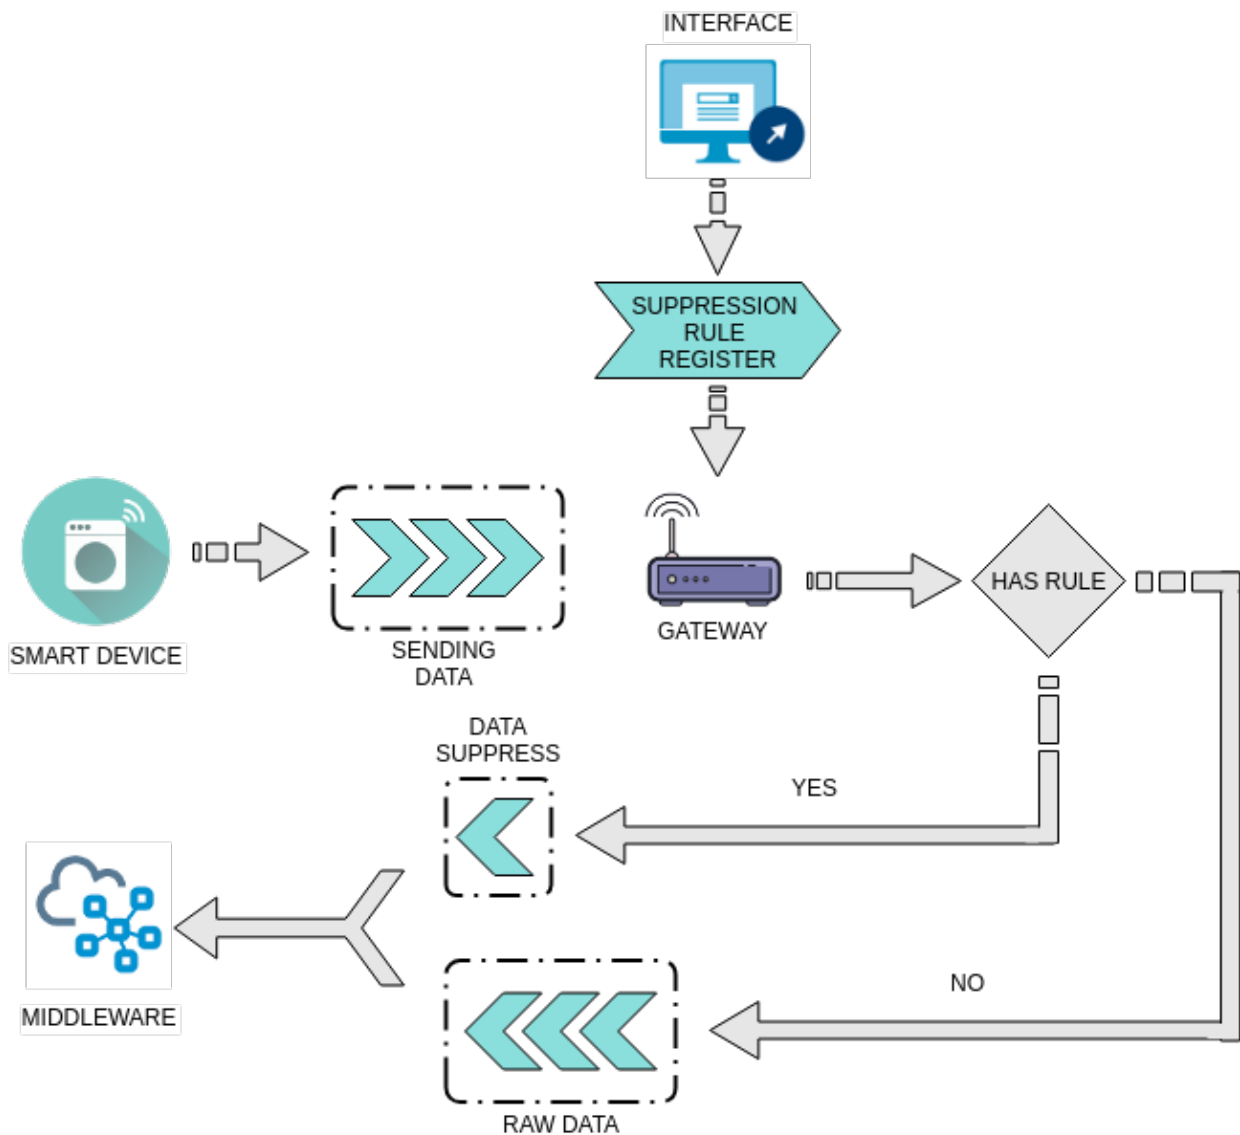 INTERFACE
SUPPRESSION
RULE
REGISTER
GATEWAY
HAS RULE
SMART DEVICE
SENDING
DATA
DATA
SUPPRESS
YES
MIDDLEWARE
NO
RAW DATA